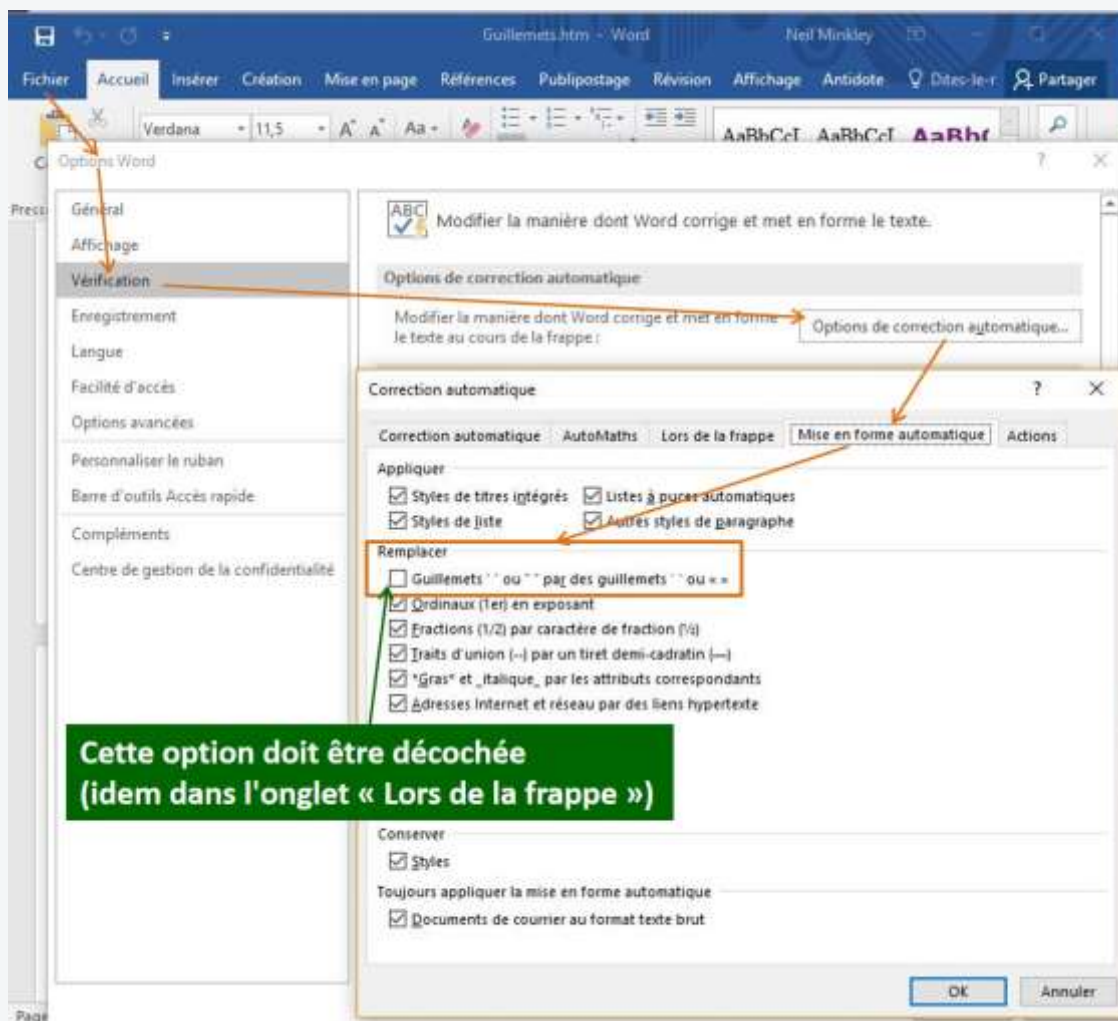 Guillemets.htm - Word
Neil Minkley
Fichier Accueil Insérer Création Mise en page Références Publipostage Révision Affichage Antidote Dites-le-r Partager
Verdana 11,5 A A Aa AaBbCcI AaBbCcI AaBb(
Options Word
? ×
Presse
Général
Affichage
Vérification
Enregistrement
Langue
Facilité d'accès
Options avancées
Personnaliser le ruban
Barre d'outils Accès rapide
Compléments
Centre de gestion de la confidentialité
ABC Modifier la manière dont Word corrige et met en forme le texte.
Options de correction automatique
Modifier la manière dont Word corrige et met en forme
le texte au cours de la frappe :
Options de correction automatique...
Correction automatique
? ×
Correction automatique AutoMaths Lors de la frappe Mise en forme automatique Actions
Appliquer
Styles de titres intégrés Listes à puces automatiques
Styles de liste Autres styles de paragraphe
Remplacer
Guillemets ' ' ou " " par des guillemets ' ' ou « »
Ordinaux (1er) en exposant
Fractions (1/2) par caractère de fraction (½)
Traits d'union (--) par un tiret demi-cadratin (—)
*Gras* et _italique_ par les attributs correspondants
Adresses Internet et réseau par des liens hypertexte
Cette option doit être décochée
(idem dans l'onglet « Lors de la frappe »)
Conserver
Styles
Toujours appliquer la mise en forme automatique
Documents de courrier au format texte brut
OK Annuler
Page